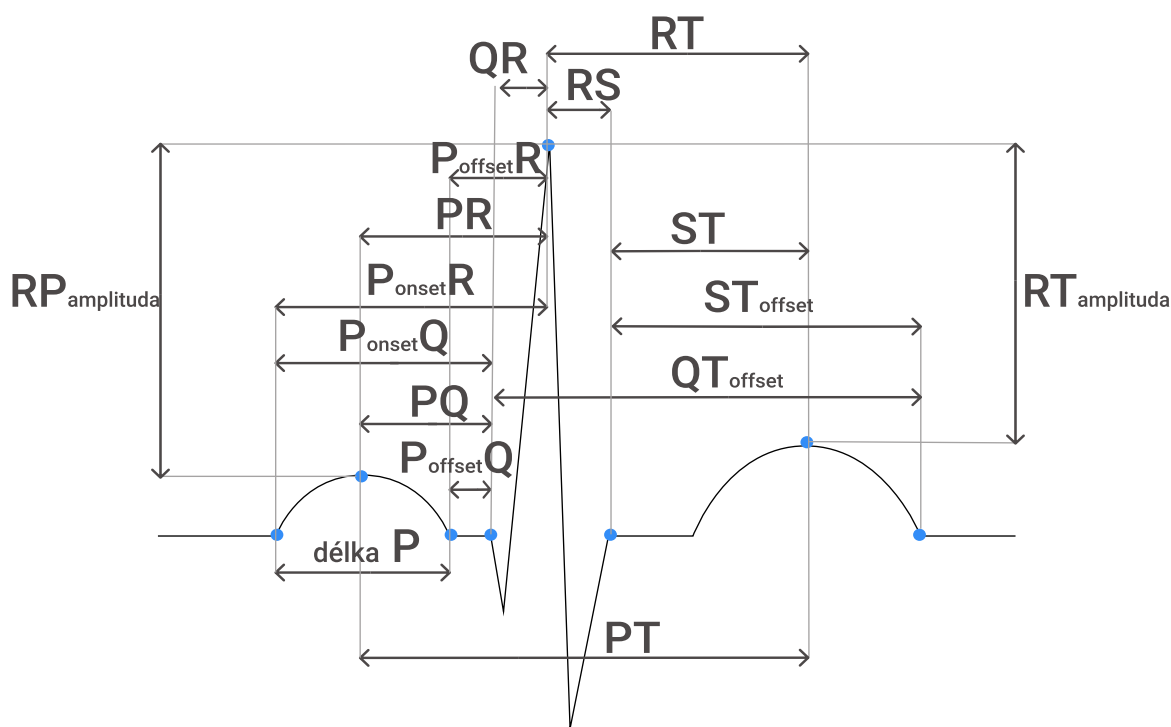 RT
QR
RS
PoffsetR
PR
ST
RPamplituda
PonsetR
SToffset
RTamplituda
PonsetQ
QToffset
PQ
PoffsetQ
délka P
PT